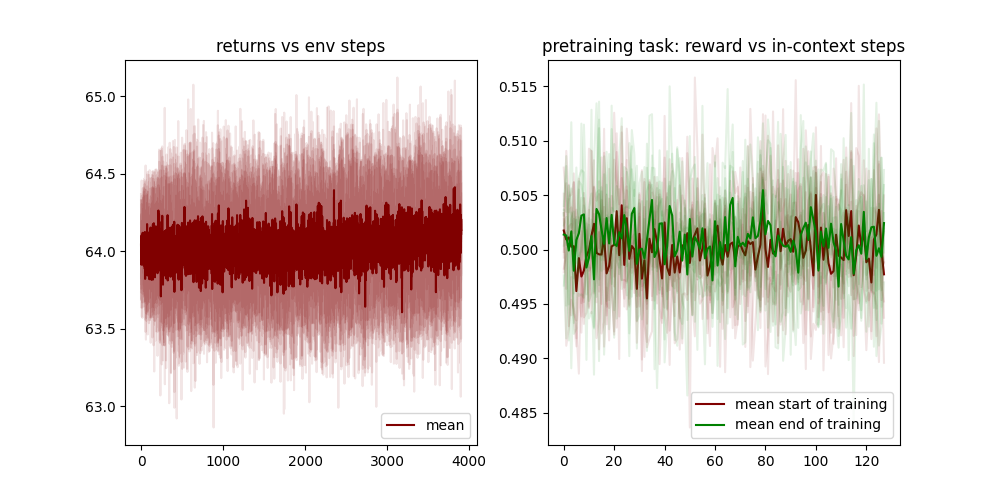 returns vs env steps
65.0
64.5
64.0
63.5
63.0
0 1000 2000 3000 4000
mean
pretraining task: reward vs in-context steps
0.515
0.510
0.505
0.500
0.495
0.490
0.485
0 20 40 60 80 100 120
mean start of training
mean end of training